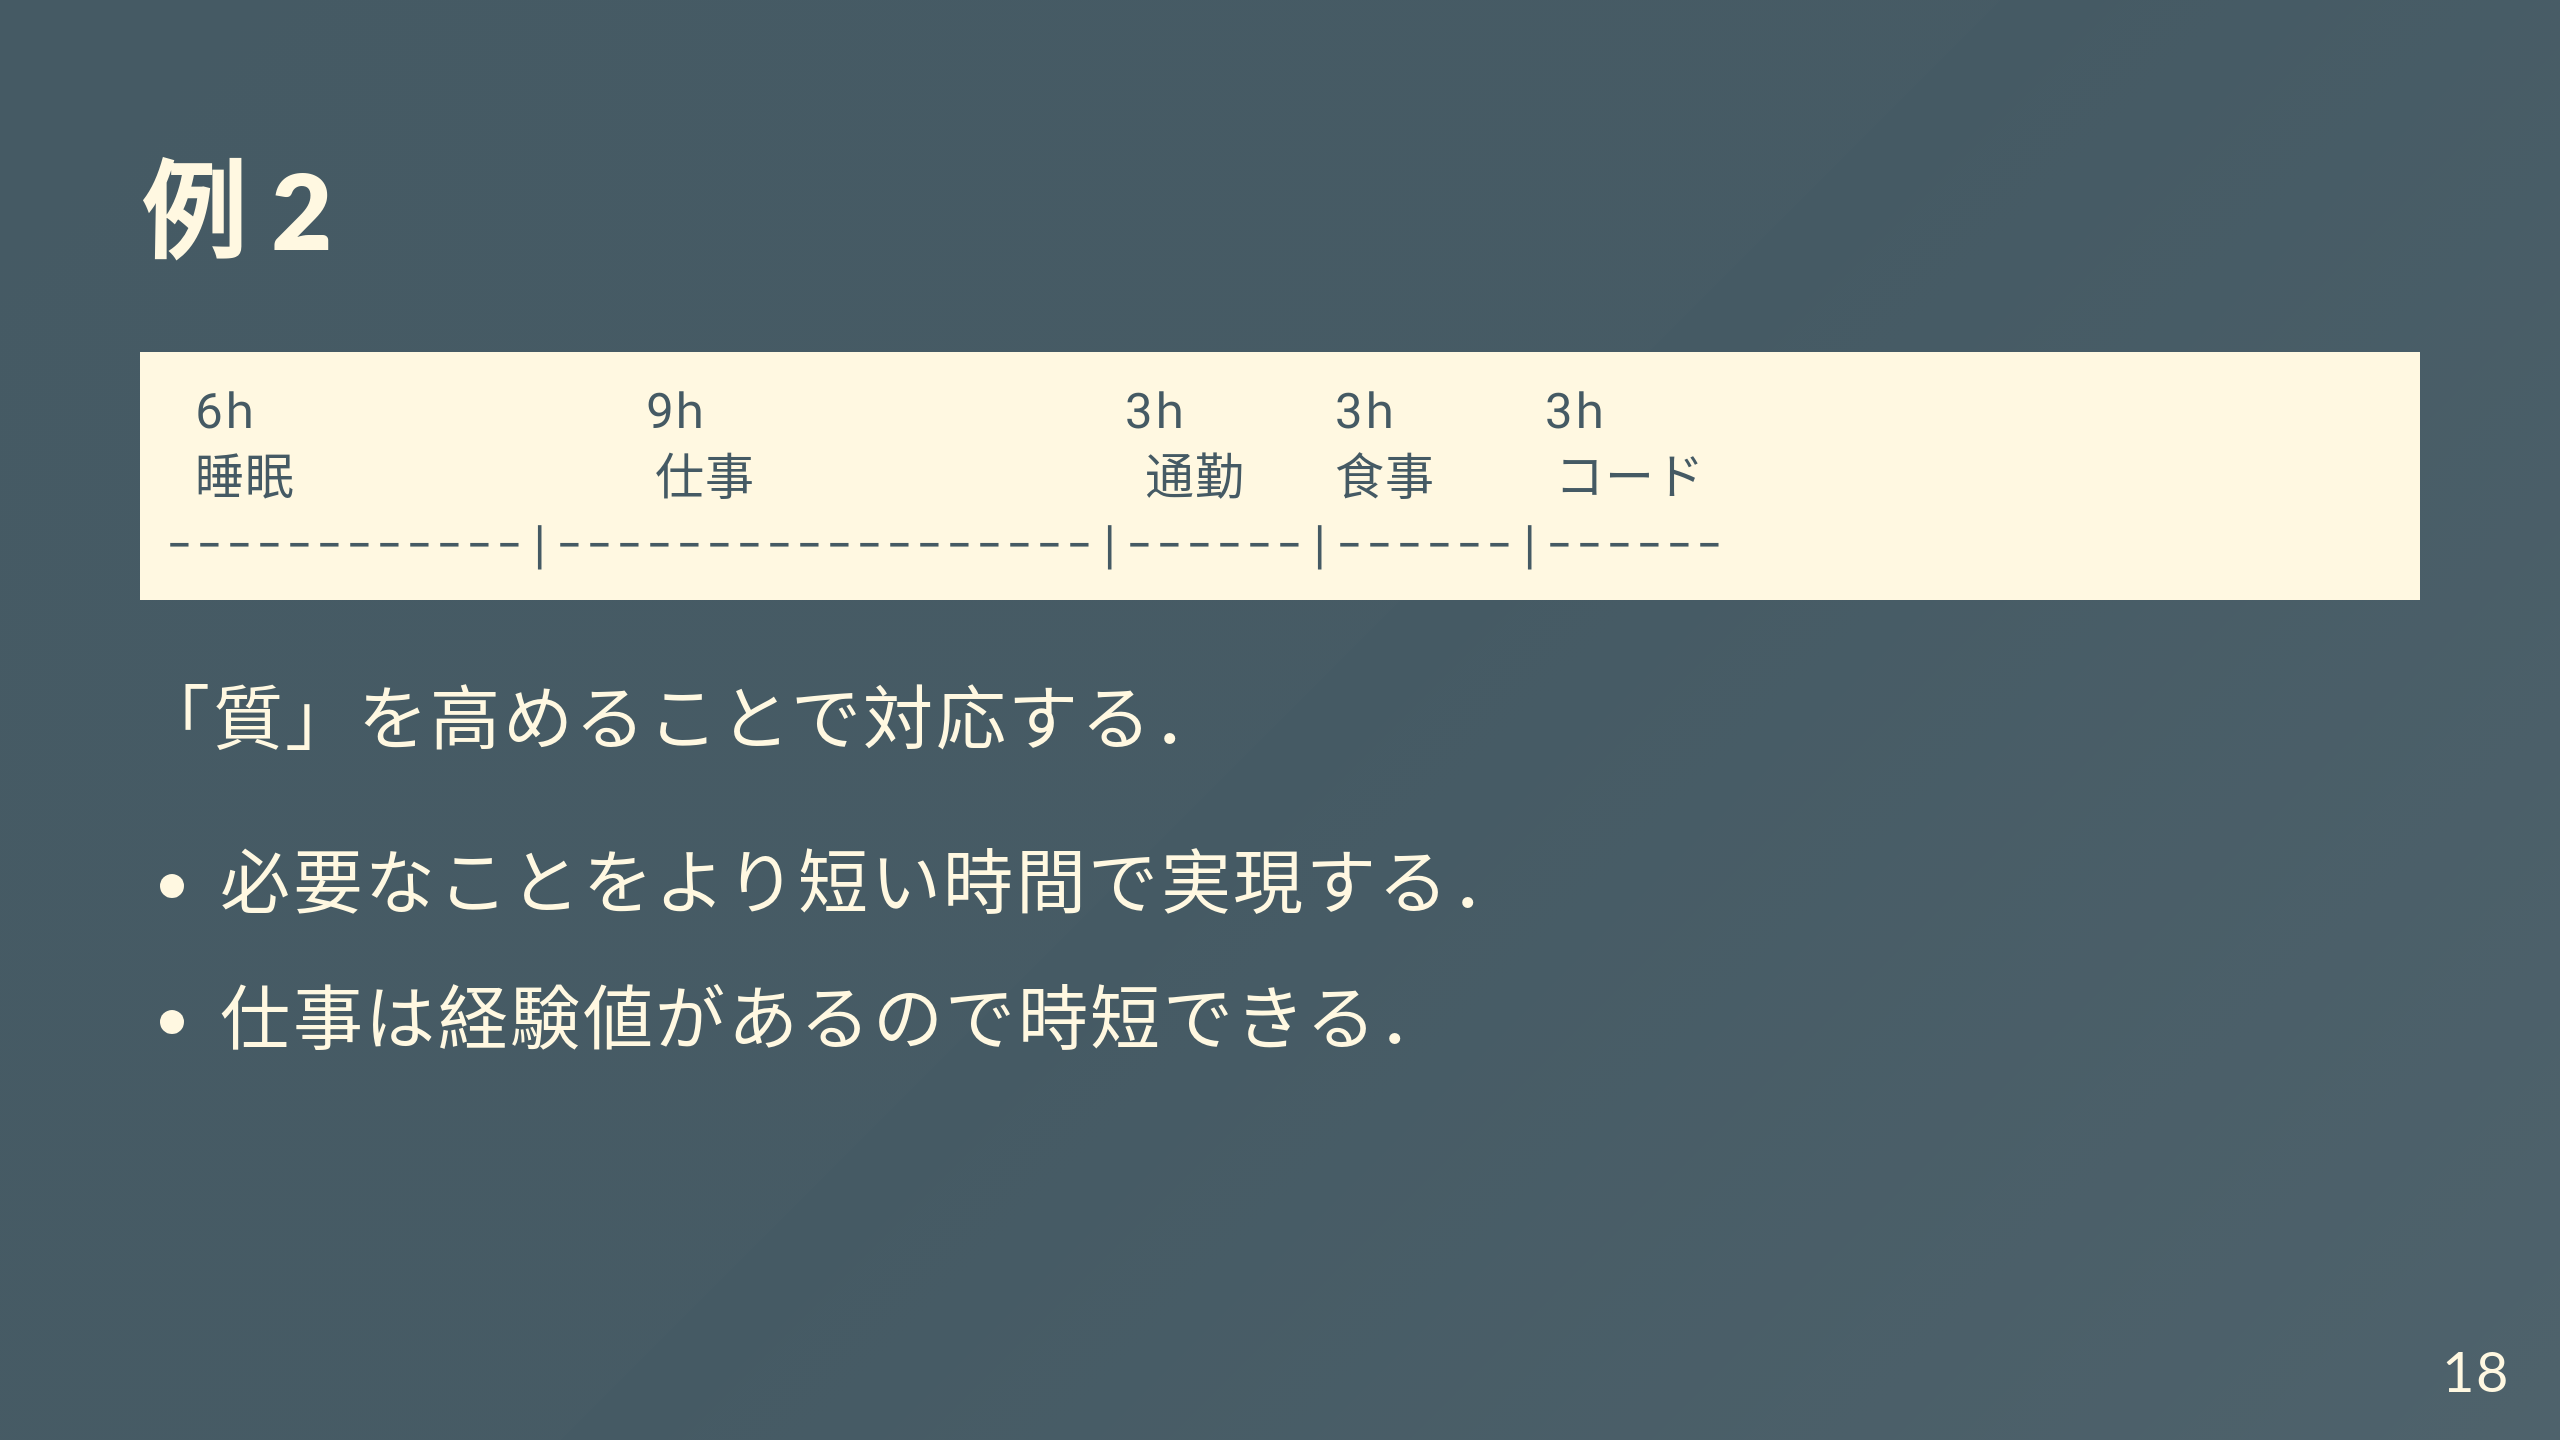 例 2
6h 9h 3h 3h 3h
睡眠 仕事 通勤 食事 コード
------------|------------------|------|------|------
「質」を高めることで対応する．
• 必要なことをより短い時間で実現する．
• 仕事は経験値があるので時短できる．
18